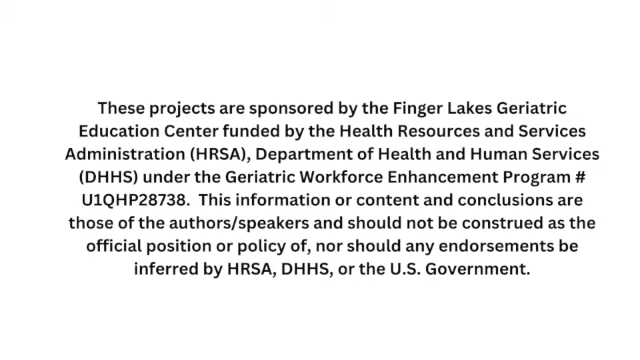 These projects are sponsored by the Finger Lakes Geriatric
Education Center funded by the Health Resources and Services
Administration (HRSA), Department of Health and Human Services
(DHHS) under the Geriatric Workforce Enhancement Program #
U1QHP28738.  This information or content and conclusions are
those of the authors/speakers and should not be construed as the
official position or policy of, nor should any endorsements be
inferred by HRSA, DHHS, or the U.S. Government.